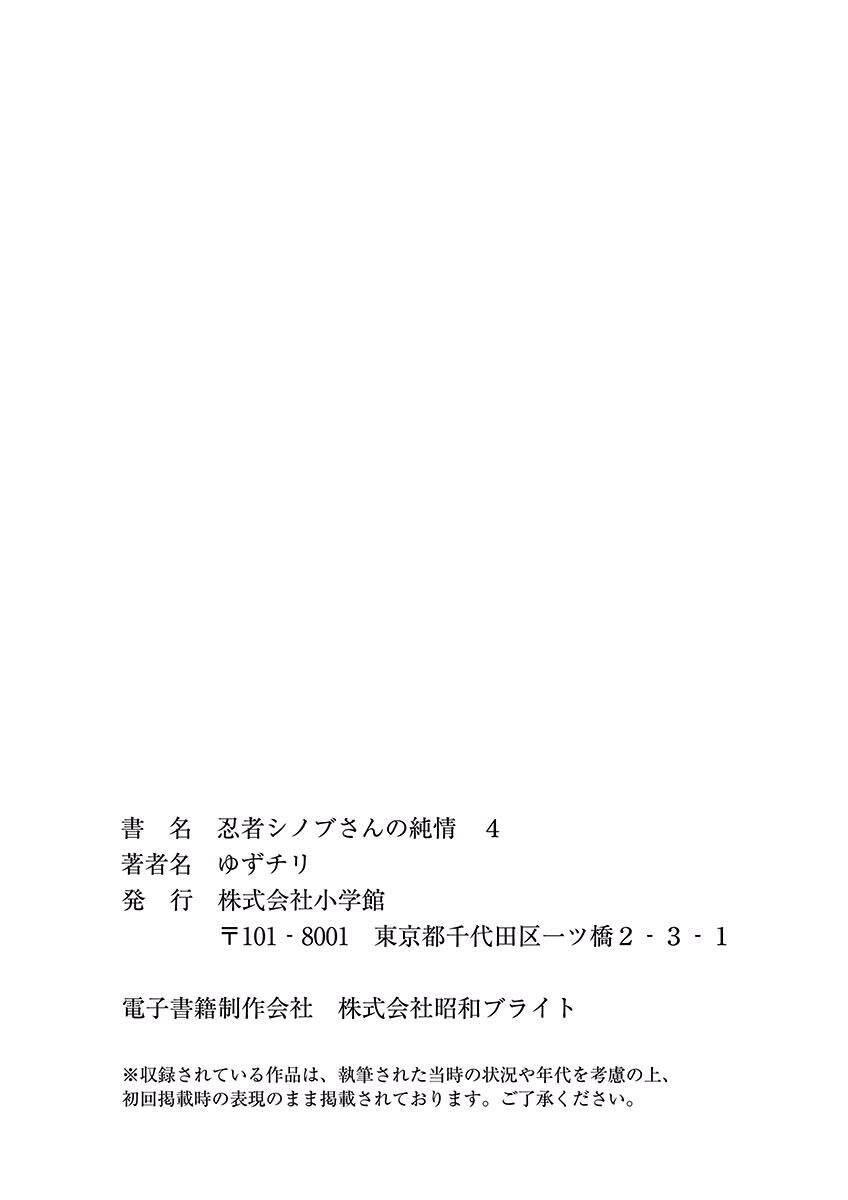 書　名　忍者シノブさんの純情　４
著者名　ゆずチリ
発　行　株式会社小学館
〒101‐8001　東京都千代田区一ツ橋２‐３‐１
電子書籍制作会社　株式会社昭和ブライト
※収録されている作品は、執筆された当時の状況や年代を考慮の上、
初回掲載時の表現のまま掲載されております。ご了承ください。